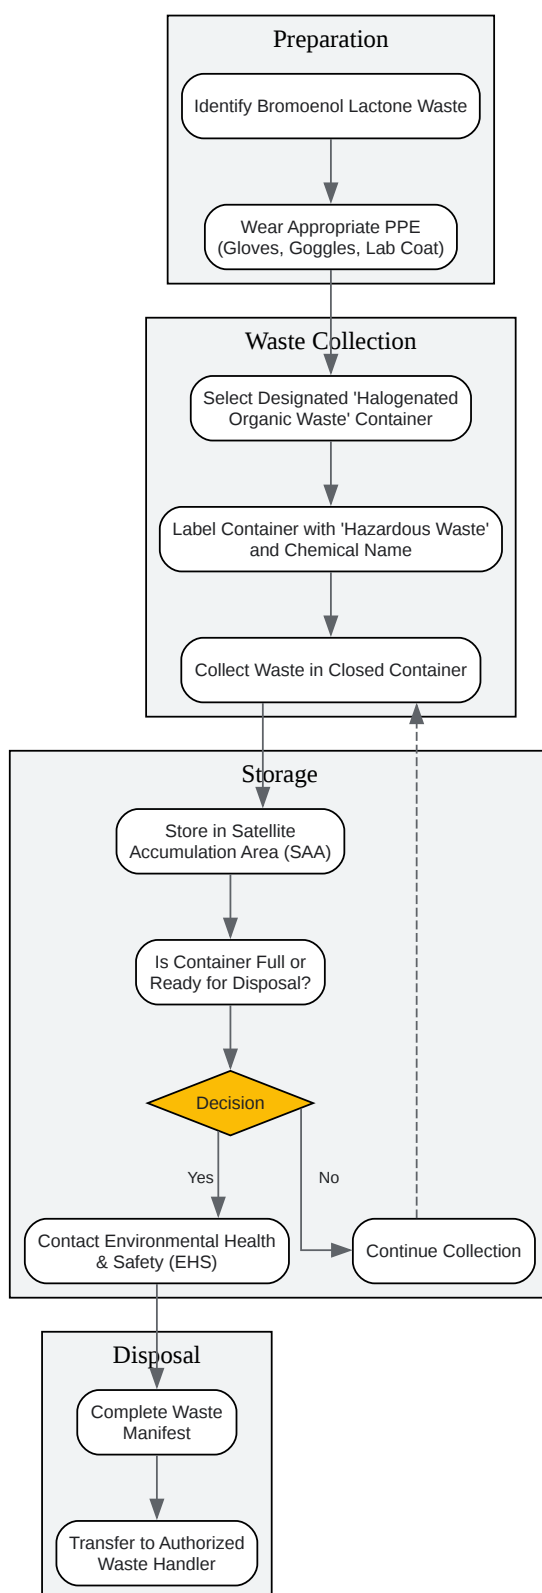 Preparation
Identify Bromoenol Lactone Waste
Wear Appropriate PPE
(Gloves, Goggles, Lab Coat)
Waste Collection
Select Designated 'Halogenated
Organic Waste' Container
Label Container with 'Hazardous Waste'
and Chemical Name
Collect Waste in Closed Container
Storage
Store in Satellite
Accumulation Area (SAA)
Is Container Full or
Ready for Disposal?
Decision
Yes
No
Contact Environmental Health
& Safety (EHS)
Continue Collection
Disposal
Complete Waste
Manifest
Transfer to Authorized
Waste Handler